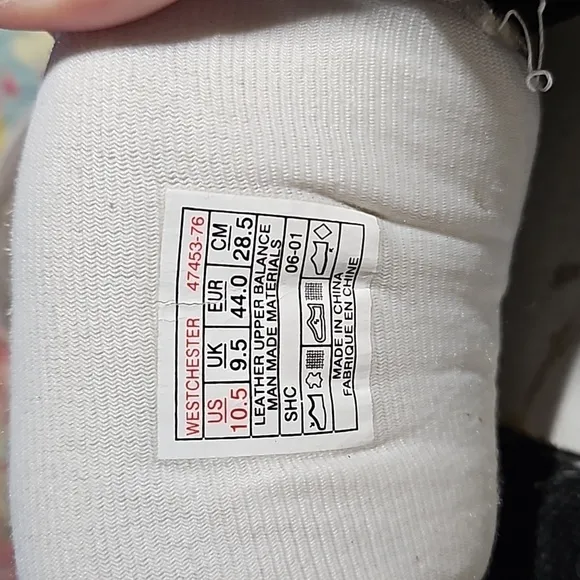 WESTCHESTER 47453-76
US UK EUR CM
10.5 9.5 44.0 28.5
LEATHER UPPER BALANCE
MAN MADE MATERIALS
SHC 06-01
MADE IN CHINA
FABRIQUE EN CHINE